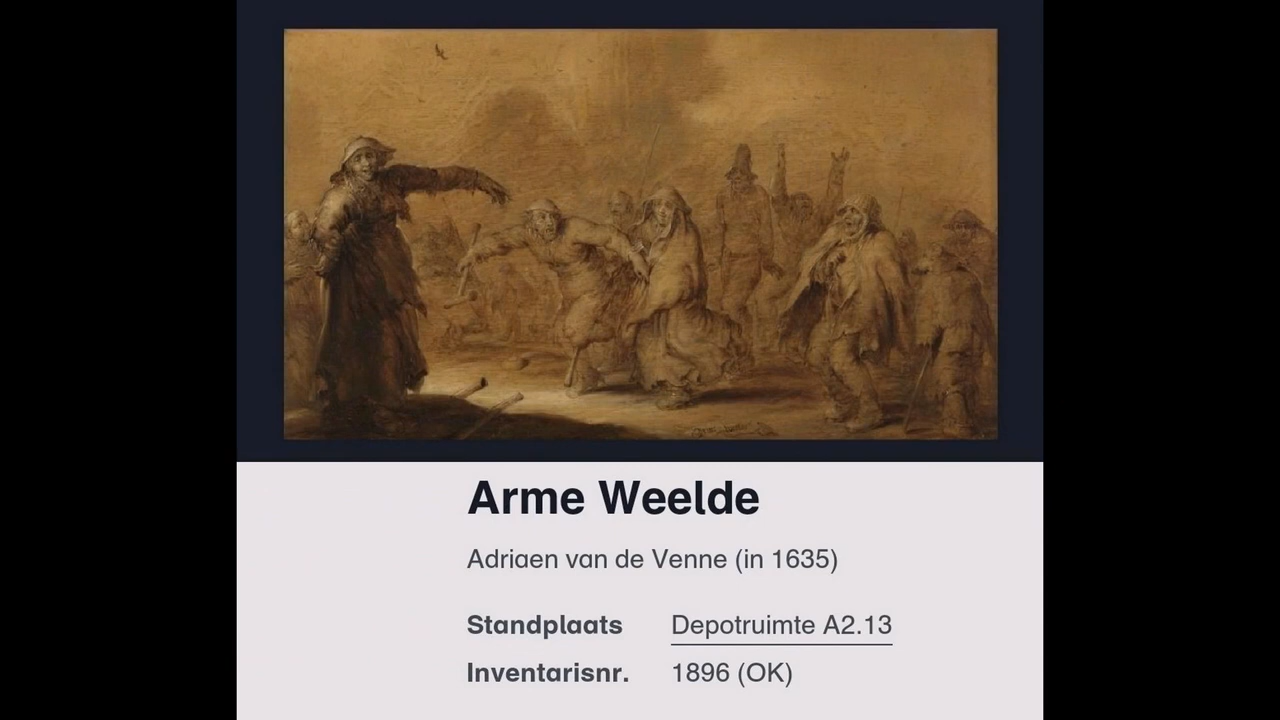 Arme Weelde
Adriaen van de Venne (in 1635)
Standplaats Depotruimte A2.13
Inventarisnr. 1896 (OK)